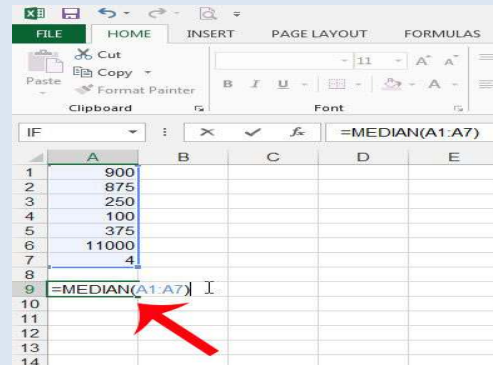 FILE HOME INSERT PAGE LAYOUT FORMULAS
Cut
Copy
Paste
Format Painter
11 A A
B I U A
Clipboard Font
IF fx =MEDIAN(A1:A7)
A B C D E
1 900
2 875
3 250
4 100
5 375
6 11000
7 4
8
9 =MEDIAN(A1:A7)
10
11
12
13
14